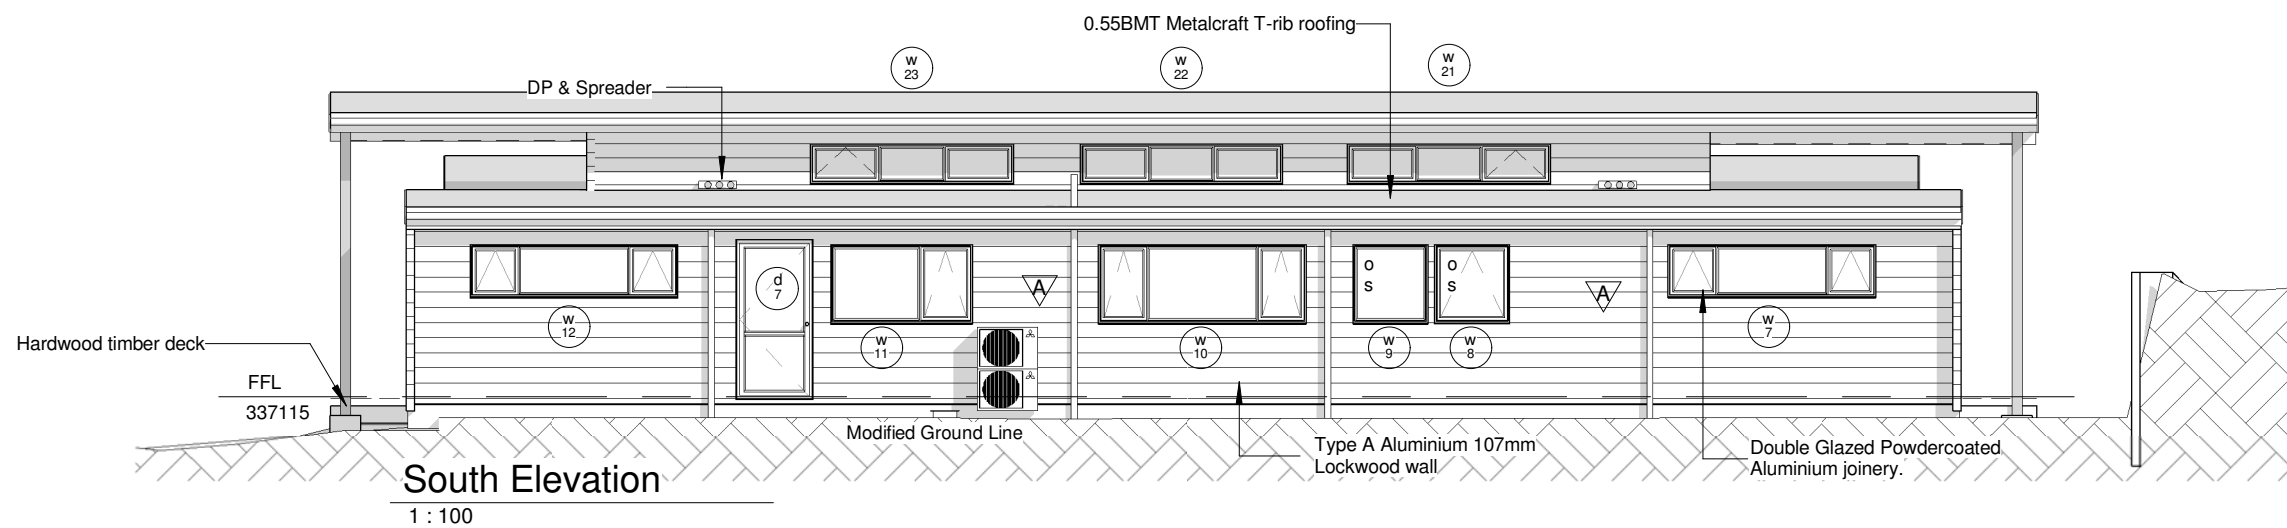 0.55BMT Metalcraft T-rib roofing
w
23
w
22
w
21
DP & Spreader
d
7
o
s
o
s
A
A
w
12
w
11
w
10
w
9
w
8
w
7
Hardwood timber deck
FFL
337115
Modified Ground Line
Type A Aluminium 107mm
Lockwood wall
Double Glazed Powdercoated
Aluminium joinery.
South Elevation
1 : 100